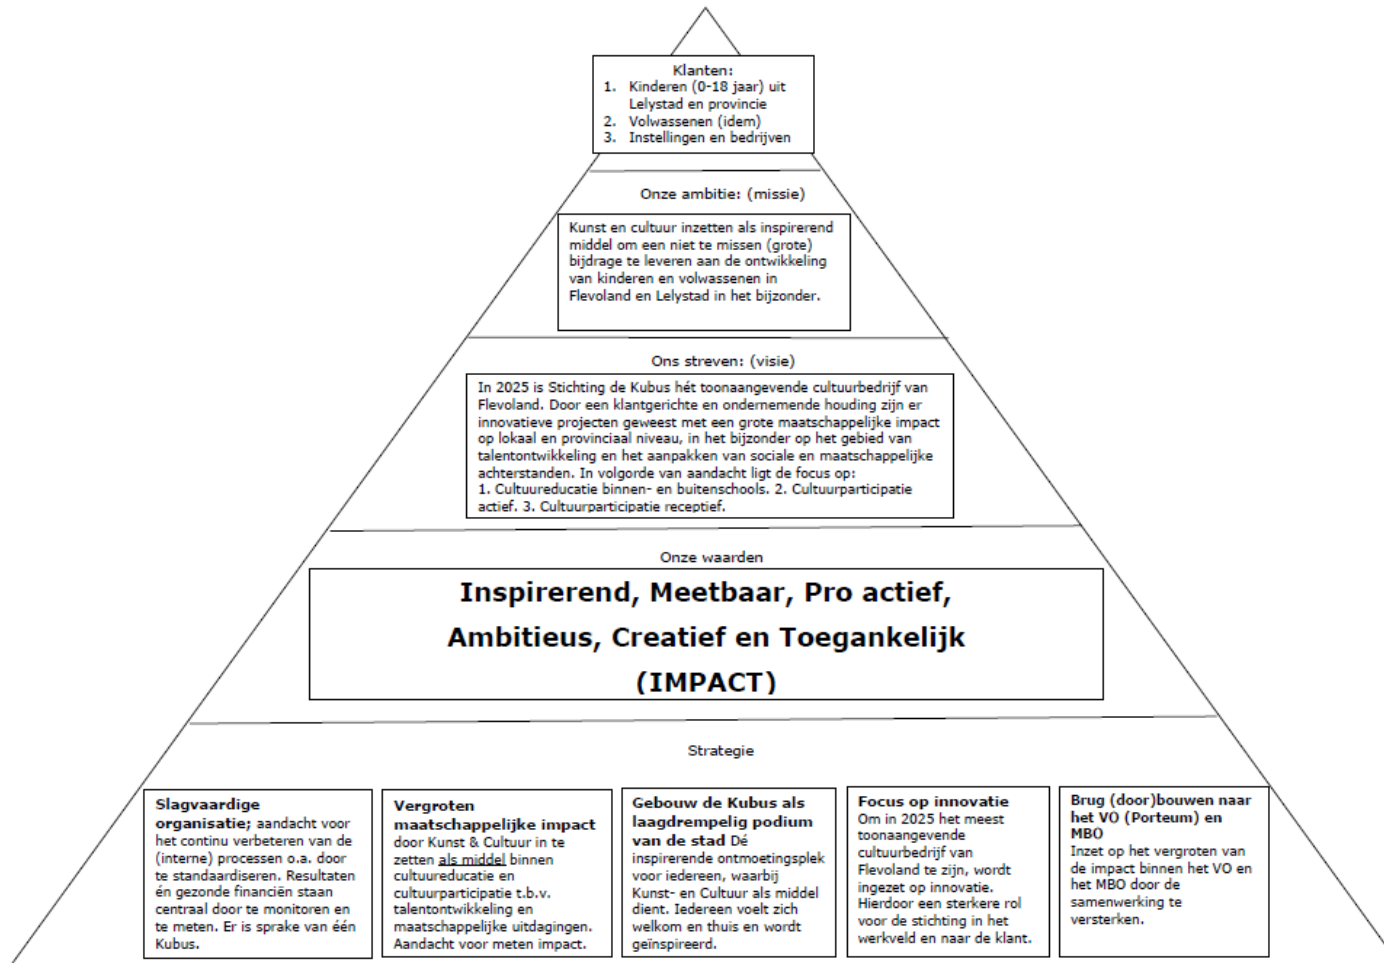 Klanten:
1. Kinderen (0-18 jaar) uit
Lelystad en provincie
2. Volwassenen (idem)
3. Instellingen en bedrijven
Onze ambitie: (missie)
Kunst en cultuur inzetten als inspirerend
middel om een niet te missen (grote)
bijdrage te leveren aan de ontwikkeling
van kinderen en volwassenen in
Flevoland en Lelystad in het bijzonder.
Ons streven: (visie)
In 2025 is Stichting de Kubus hét toonaangevende cultuurbedrijf van
Flevoland. Door een klantgerichte en ondernemende houding zijn er
innovatieve projecten geweest met een grote maatschappelijke impact
op lokaal en provinciaal niveau, in het bijzonder op het gebied van
talentontwikkeling en het aanpakken van sociale en maatschappelijke
achterstanden. In volgorde van aandacht ligt de focus op:
1. Cultuureducatie binnen- en buitenschools. 2. Cultuurparticipatie
actief. 3. Cultuurparticipatie receptief.
Onze waarden
Inspirerend, Meetbaar, Pro actief,
Ambitieus, Creatief en Toegankelijk
(IMPACT)
Strategie
Slagvaardige
organisatie; aandacht voor
het continu verbeteren van de
(interne) processen o.a. door
te standaardiseren. Resultaten
én gezonde financiën staan
centraal door te monitoren en
te meten. Er is sprake van één
Kubus.
Vergroten
maatschappelijke impact
door Kunst & Cultuur in te
zetten als middel binnen
cultuureducatie en
cultuurparticipatie t.b.v.
talentontwikkeling en
maatschappelijke uitdagingen.
Aandacht voor meten impact.
Gebouw de Kubus als
laagdrempelig podium
van de stad Dé
inspirerende ontmoetingsplek
voor iedereen, waarbij
Kunst- en Cultuur als middel
dient. Iedereen voelt zich
welkom en thuis en wordt
geïnspireerd.
Focus op innovatie
Om in 2025 het meest
toonaangevende
cultuurbedrijf van
Flevoland te zijn, wordt
ingezet op innovatie.
Hierdoor een sterkere rol
voor de stichting in het
werkveld en naar de klant.
Brug (door)bouwen naar
het VO (Porteum) en
MBO
Inzet op het vergroten van
de impact binnen het VO en
het MBO door de
samenwerking te
versterken.